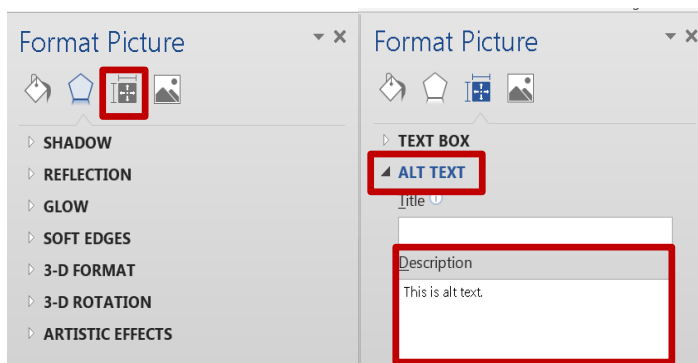 Format Picture
SHADOW
REFLECTION
GLOW
SOFT EDGES
3-D FORMAT
3-D ROTATION
ARTISTIC EFFECTS
Format Picture
TEXT BOX
ALT TEXT
Title
Description
This is alt text.